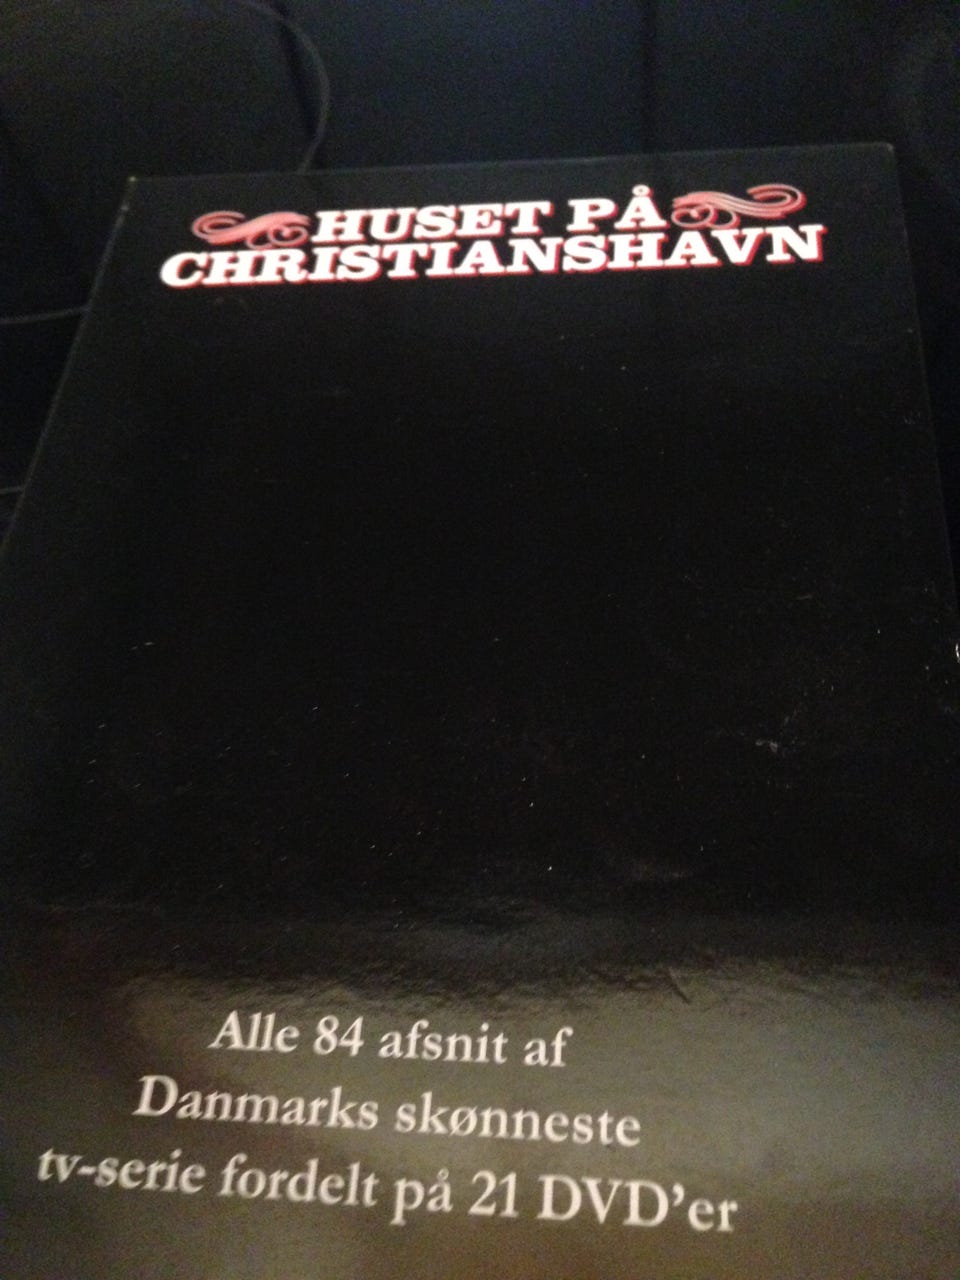 HUSET PÅ
CHRISTIANSHAVN
Alle 84 afsnit af
Danmarks skønneste
tv-serie fordelt på 21 DVD'er